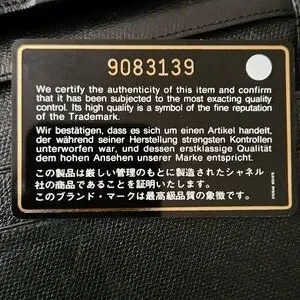 9083139
We certify the authenticity of this item and confirm
that it has been subjected to the most exacting quality
control. Its high quality is a symbol of the fine reputation
of the Trademark.
Wir bestätigen, dass es sich um einen Artikel handelt,
der während seiner Herstellung strengsten Kontrollen
unterworfen war, und dessen erstklassige Qualität
dem hohen Ansehen unserer Marke entspricht.
この製品は厳しい管理のもとに製造されたシャネル
社の商品であることを証明いたします。
このブランド・マークは最高級品質の象徴です。